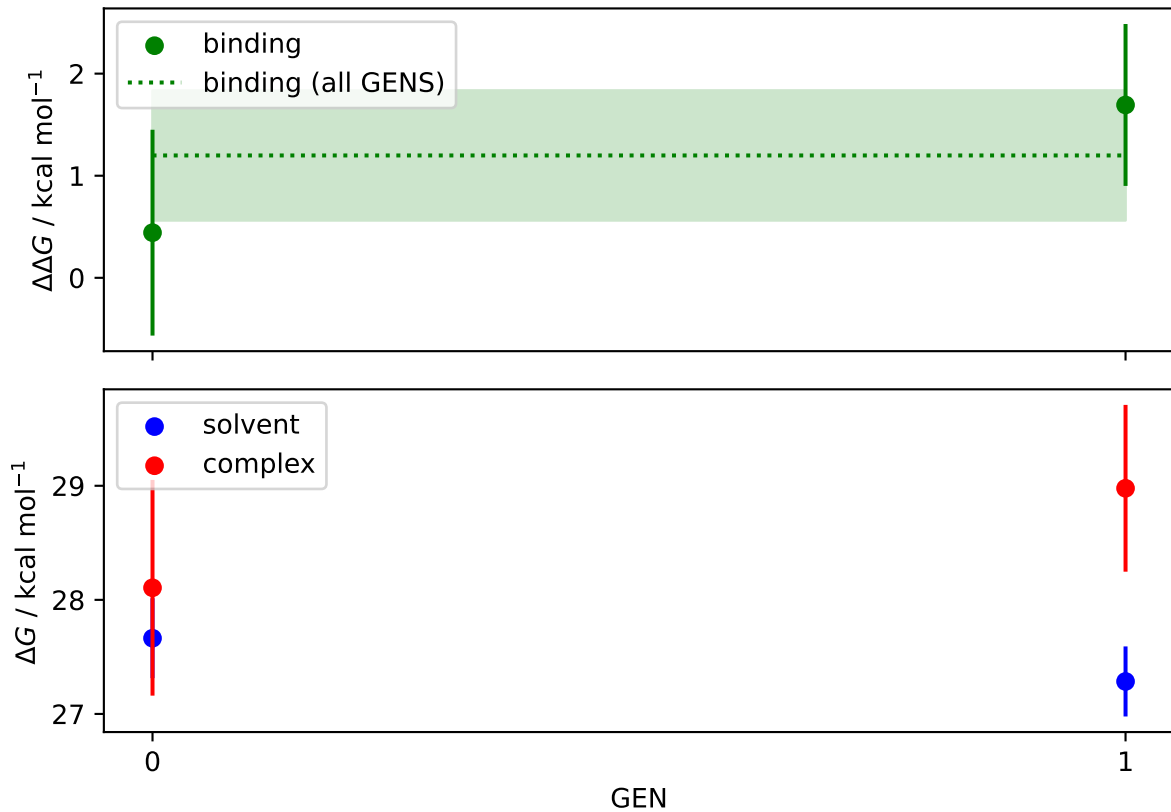 binding
binding (all GENS)
ΔΔG / kcal mol⁻¹
2
1
0
solvent
complex
ΔG / kcal mol⁻¹
29
28
27
0 1
GEN